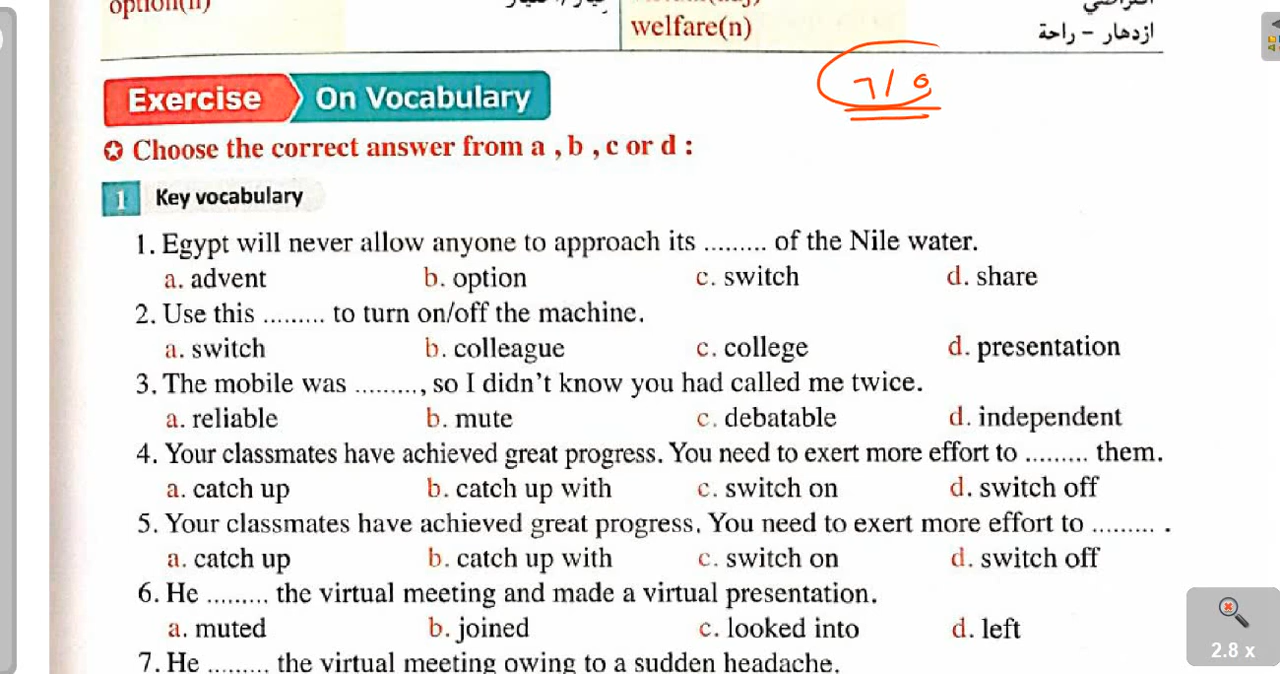 option(n)
welfare(n)
ازدهار – راحة
Exercise On Vocabulary
Choose the correct answer from a , b , c or d :
1 Key vocabulary
1. Egypt will never allow anyone to approach its ......... of the Nile water.
a. advent b. option c. switch d. share
2. Use this ......... to turn on/off the machine.
a. switch b. colleague c. college d. presentation
3. The mobile was ........., so I didn't know you had called me twice.
a. reliable b. mute c. debatable d. independent
4. Your classmates have achieved great progress. You need to exert more effort to ......... them.
a. catch up b. catch up with c. switch on d. switch off
5. Your classmates have achieved great progress. You need to exert more effort to ......... .
a. catch up b. catch up with c. switch on d. switch off
6. He ......... the virtual meeting and made a virtual presentation.
a. muted b. joined c. looked into d. left
7. He ......... the virtual meeting owing to a sudden headache.
2.8 x